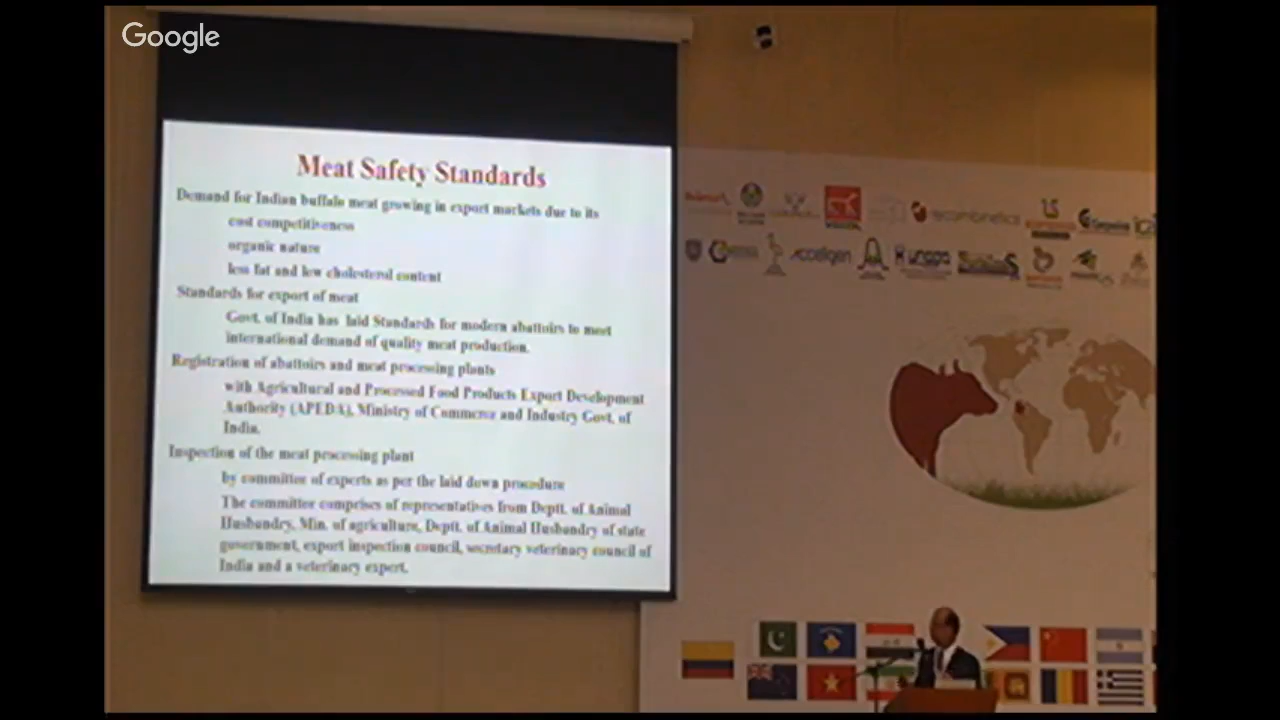 Google
Meat Safety Standards
Demand for Indian buffalo meat growing in export markets due to its
cost competitiveness
organic nature
less fat and low cholesterol content
Standards for export of meat
Govt. of India has laid Standards for modern abattoirs to meet
international demand of quality meat production.
Registration of abattoirs and meat processing plants
with Agricultural and Processed Food Products Export Development
Authority (APEDA), Ministry of Commerce and Industry Govt. of
India.
Inspection of the meat processing plant
by committee of experts as per the laid down procedure
The committee comprises of representatives from Deptt. of Animal
Husbandry, Min. of agriculture, Deptt. of Animal Husbandry of state
government, export inspection council, secretary veterinary council of
India and a veterinary expert.
recombinetics
Acceligen